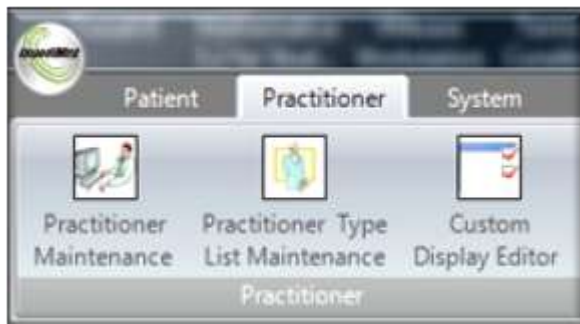 Patient Practitioner System
Practitioner Practitioner Type Custom
Maintenance List Maintenance Display Editor
Practitioner